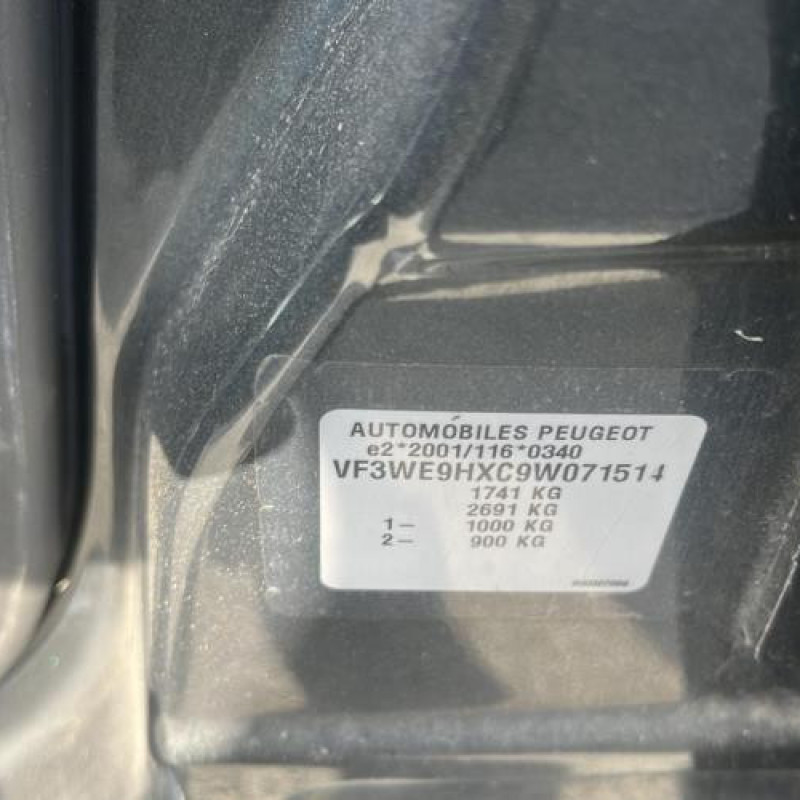 AUTOMOBILES PEUGEOT
e2*2001/116*0340
VF3WE9HXC9W071514
1741 KG
2691 KG
1- 1000 KG
2- 900 KG